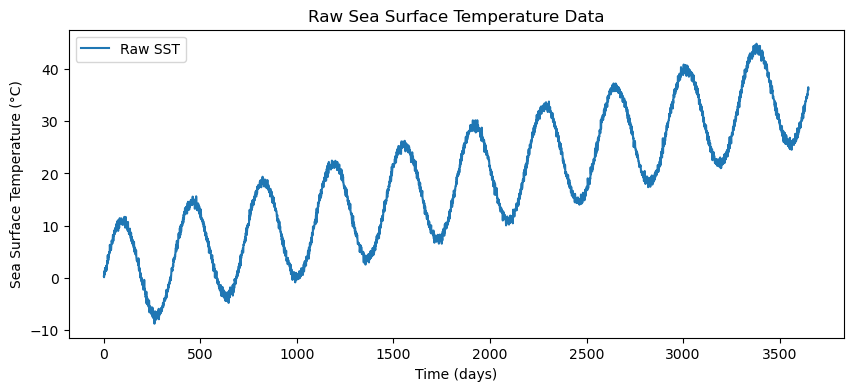 Raw Sea Surface Temperature Data
Raw SST
Sea Surface Temperature (°C)
40
30
20
10
0
−10
0 500 1000 1500 2000 2500 3000 3500
Time (days)